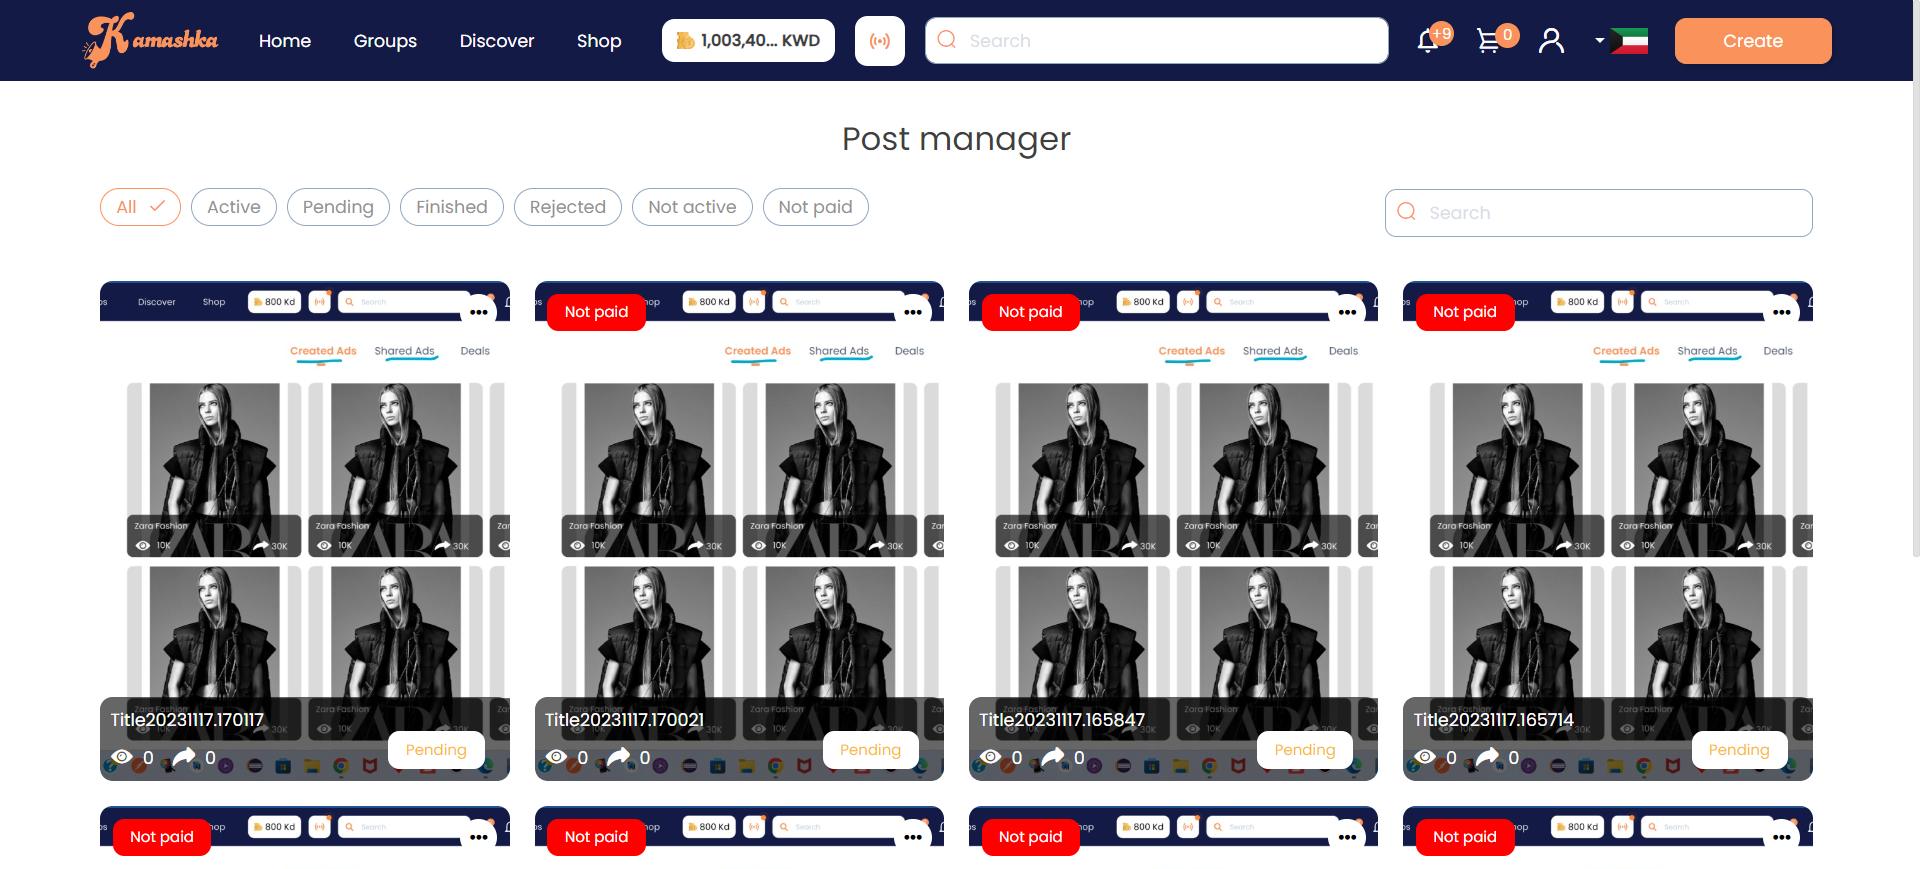 Kamashka Home Groups Discover Shop 1,003,40... KWD Search +9 0 Create
Post manager
All Active Pending Finished Rejected Not active Not paid Search
Discover Shop 800 Kd Search
Created Ads Shared Ads Deals
Zara Fashion Zara Fashion
10K 30K 10K 30K
Title20231117.170117
0 0 Pending
Not paid 800 Kd Search
Created Ads Shared Ads Deals
Zara Fashion Zara Fashion
10K 30K 10K 30K
Title20231117.170021
0 0 Pending
Not paid 800 Kd Search
Created Ads Shared Ads Deals
Zara Fashion Zara Fashion
10K 30K 10K 30K
Title20231117.165847
0 0 Pending
Not paid 800 Kd Search
Created Ads Shared Ads Deals
Zara Fashion Zara Fashion
10K 30K 10K 30K
Title20231117.165714
0 0 Pending
Not paid 800 Kd Search
Not paid 800 Kd Search
Not paid 800 Kd Search
Not paid 800 Kd Search